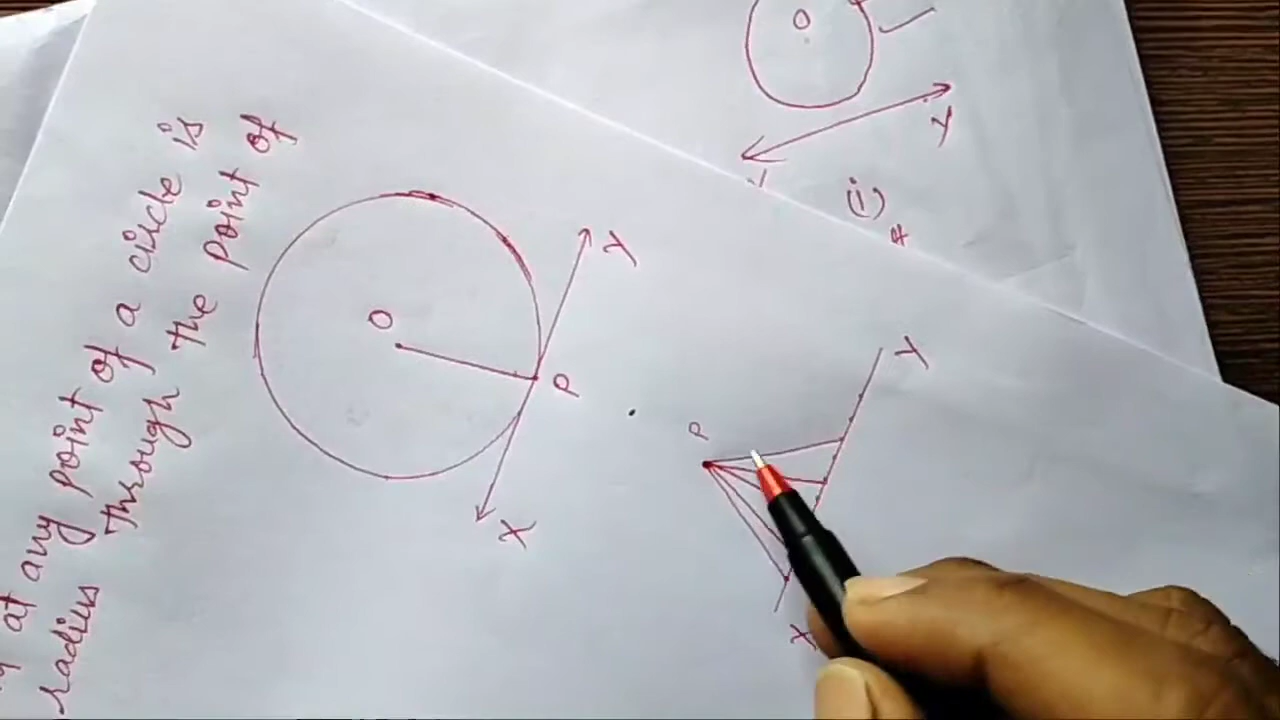 at any point of a circle is
radius through the point of
O
P
X
Y
P
X
Y
O
X